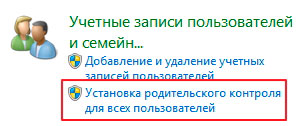 Учетные записи пользователей
и семейн...
Добавление и удаление учетных
записей пользователей
Установка родительского контроля
для всех пользователей